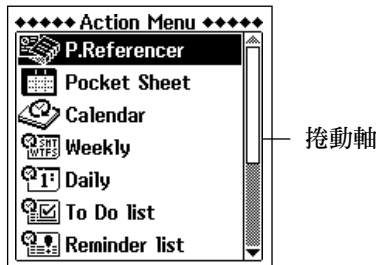 ◆◆◆◆◆ Action Menu ◆◆◆◆◆
P.Referencer
Pocket Sheet
Calendar
捲動軸
Weekly
Daily
To Do list
Reminder list